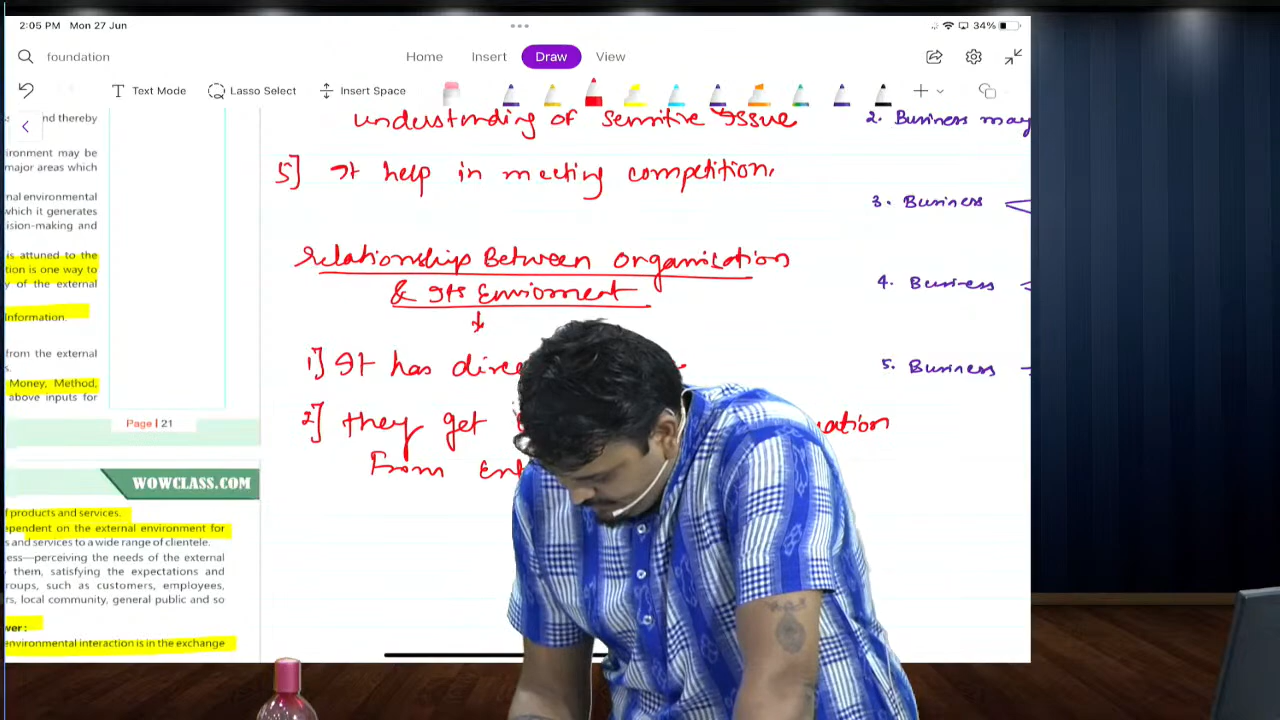 2:05 PM Mon 27 Jun
34%
foundation
Home Insert Draw View
Text Mode Lasso Select Insert Space
nd thereby
ironment may be
major areas which
nal environmental
which it generates
ision-making and
is attuned to the
tion is one way to
y of the external
Information.
from the external
Money, Method,
above inputs for
Page | 21
WOWCLASS.COM
f products and services.
ependent on the external environment for
s and services to a wide range of clientele.
ess—perceiving the needs of the external
them, satisfying the expectations and
roups, such as customers, employees,
rs, local community, general public and so
wer:
environmental interaction is in the exchange
understanding of sensitive Issue
5] It help in meeting competition.
Relationship Between organisation
& Its Enviorment
1] It has
2] they get
From
2. Business may
3. Business
4. Business
5. Business